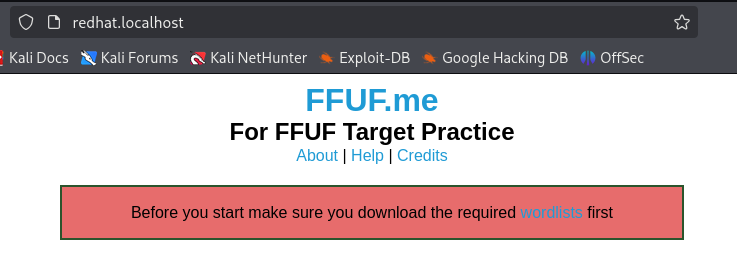 redhat.localhost
Kali Docs Kali Forums Kali NetHunter Exploit-DB Google Hacking DB OffSec
FFUF.me
For FFUF Target Practice
About | Help | Credits
Before you start make sure you download the required wordlists first